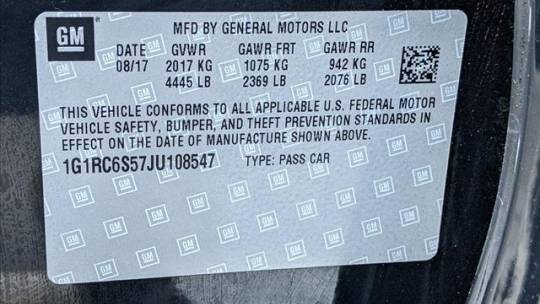 GM
MFD BY GENERAL MOTORS LLC
DATE GVWR GAWR FRT GAWR RR
08/17 2017 KG 1075 KG 942 KG
4445 LB 2369 LB 2076 LB
THIS VEHICLE CONFORMS TO ALL APPLICABLE U.S. FEDERAL MOTOR
VEHICLE SAFETY, BUMPER, AND THEFT PREVENTION STANDARDS IN
EFFECT ON THE DATE OF MANUFACTURE SHOWN ABOVE.
1G1RC6S57JU108547 TYPE: PASS CAR